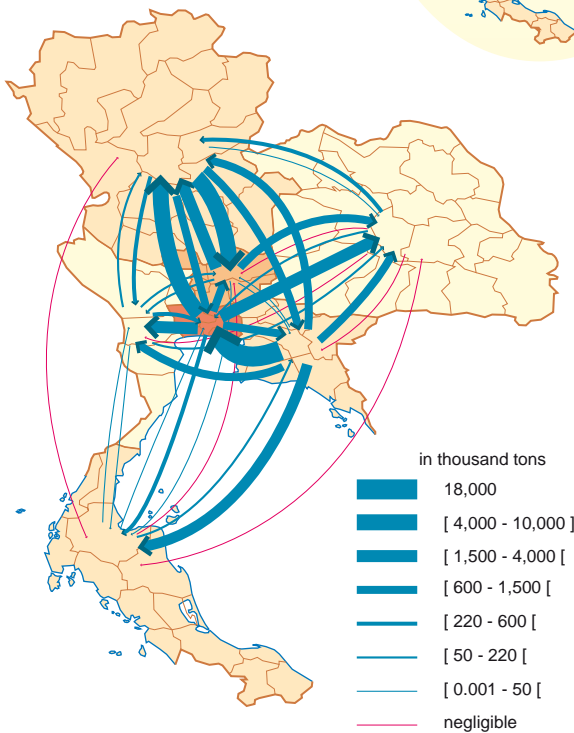 in thousand tons
18,000
[ 4,000 - 10,000 ]
[ 1,500 - 4,000 [
[ 600 - 1,500 [
[ 220 - 600 [
[ 50 - 220 [
[ 0.001 - 50 [
negligible